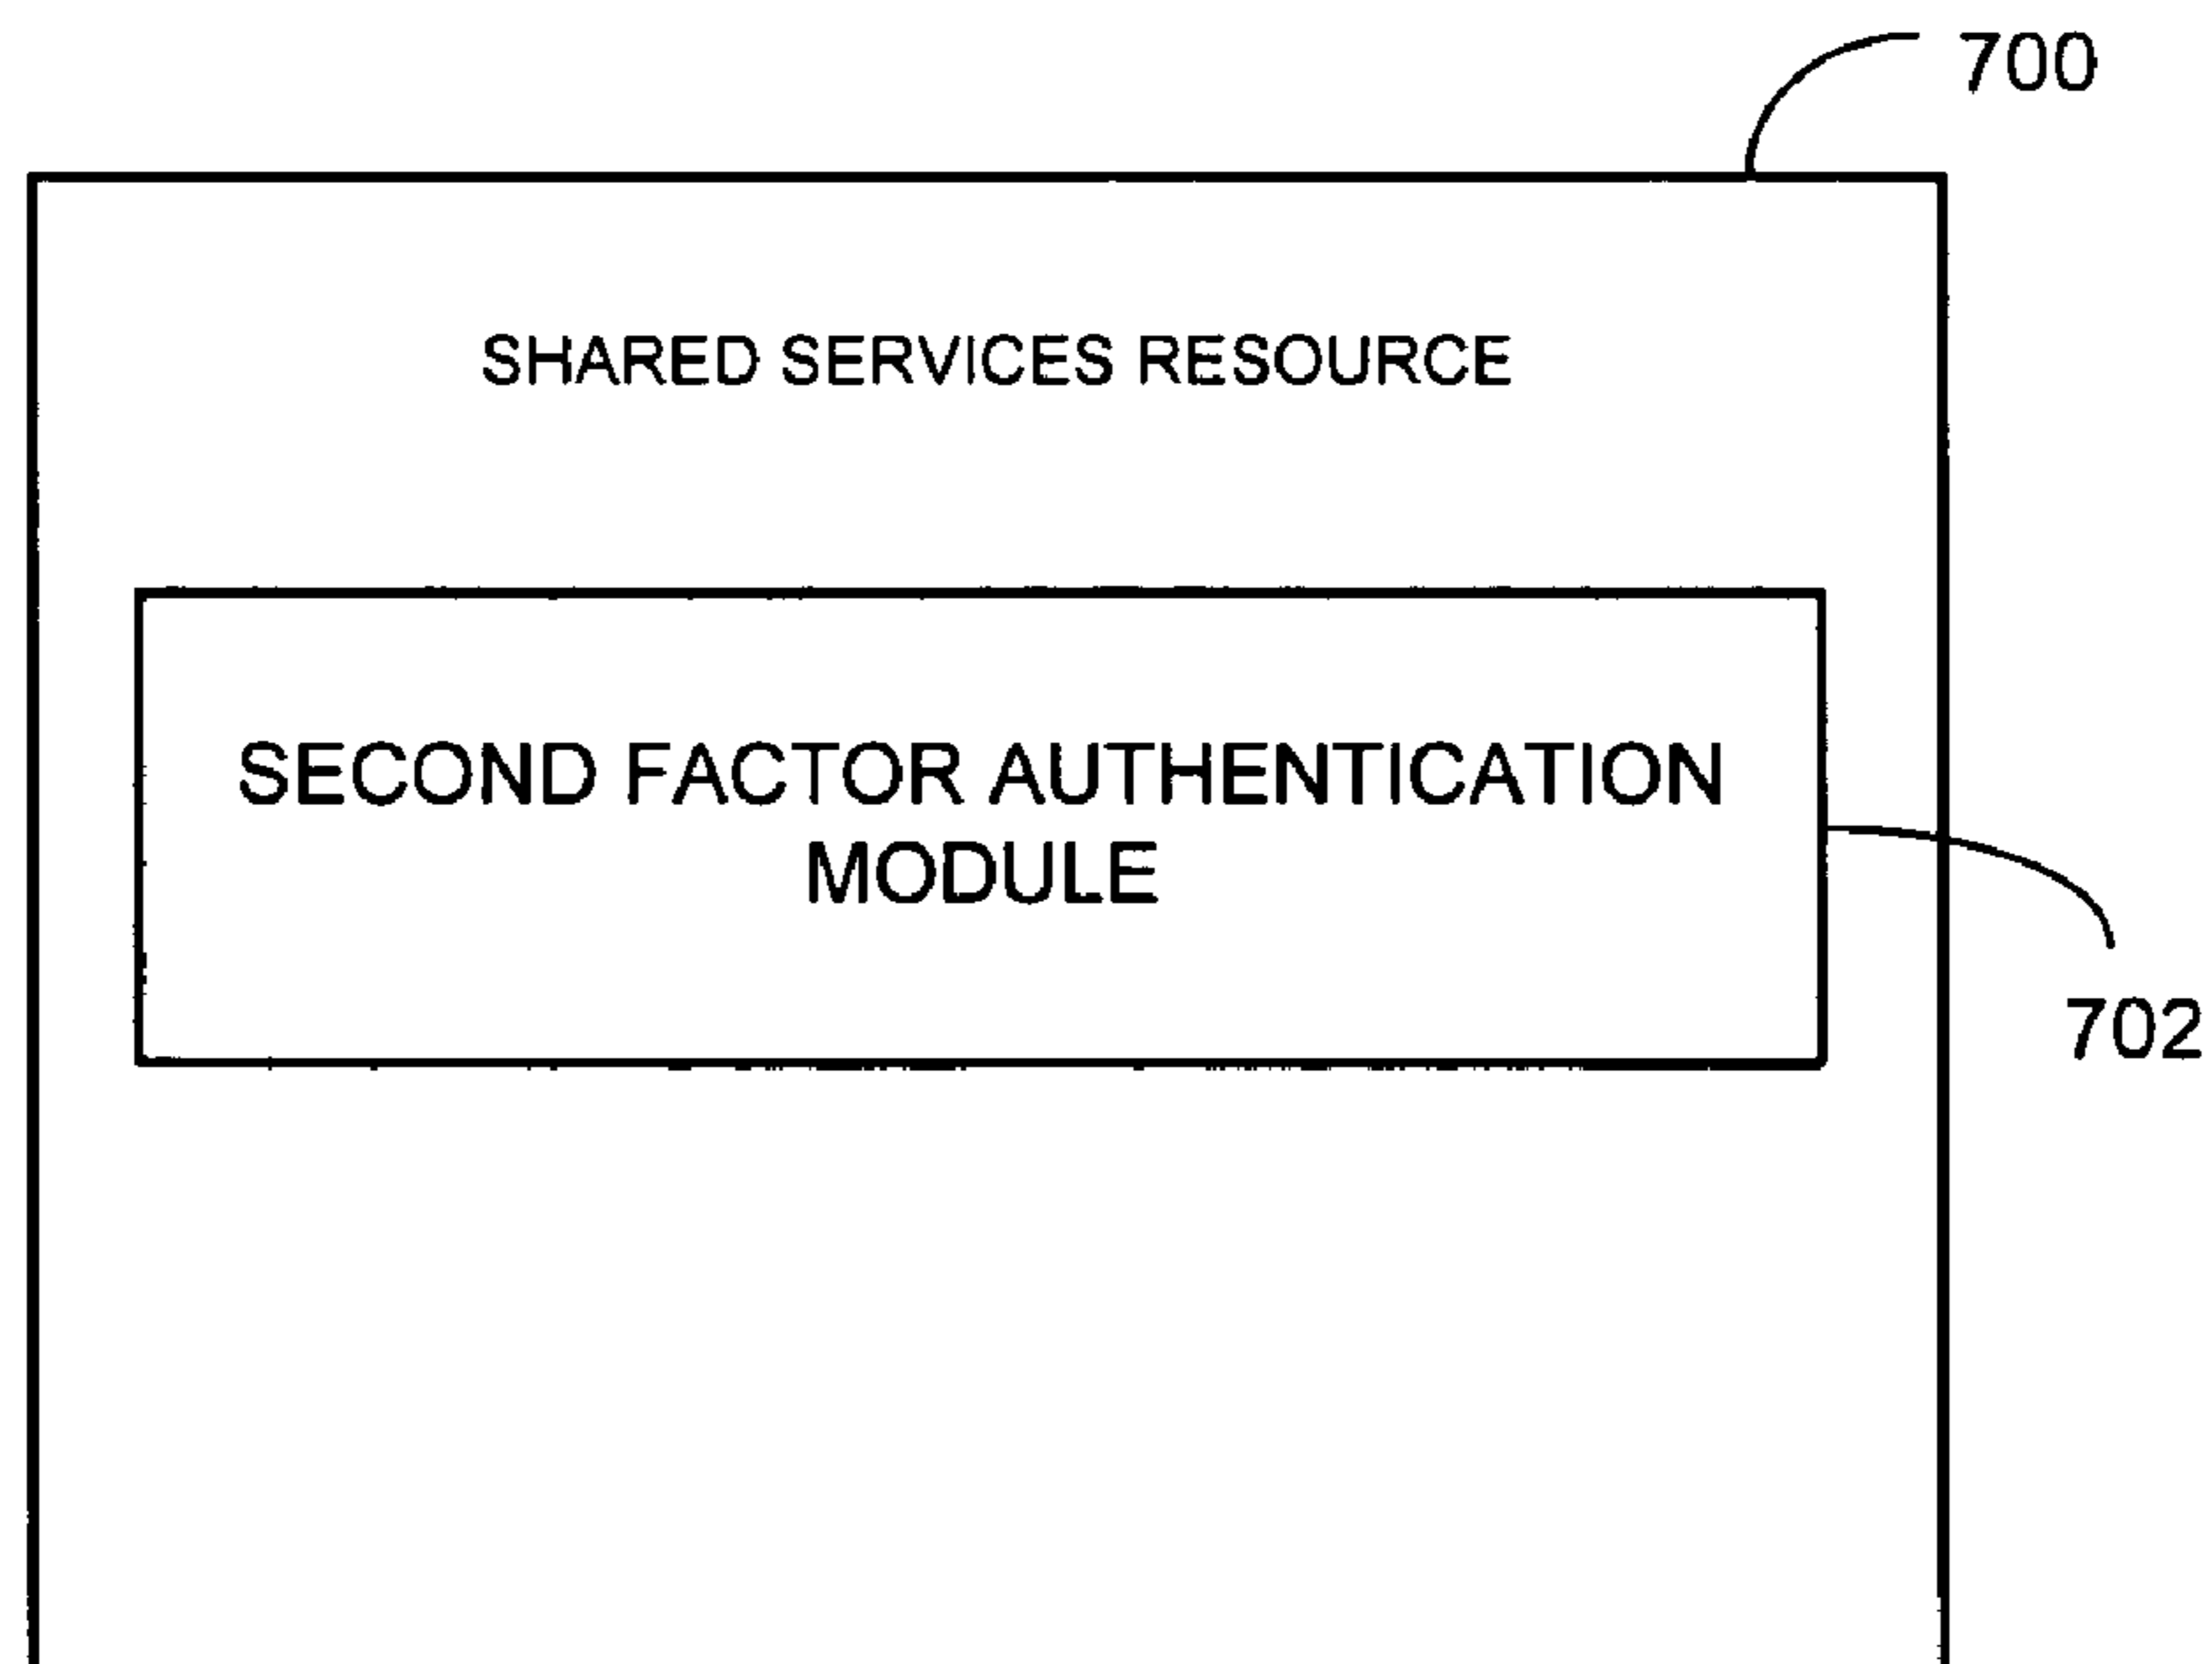 700
SHARED SERVICES RESOURCE
SECOND FACTOR AUTHENTICATION
MODULE
702